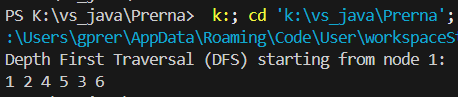 PS K:\vs_java\Prerna>  k:; cd 'k:\vs_java\Prerna';
:\Users\gprer\AppData\Roaming\Code\User\workspaceSt
Depth First Traversal (DFS) starting from node 1:
1 2 4 5 3 6